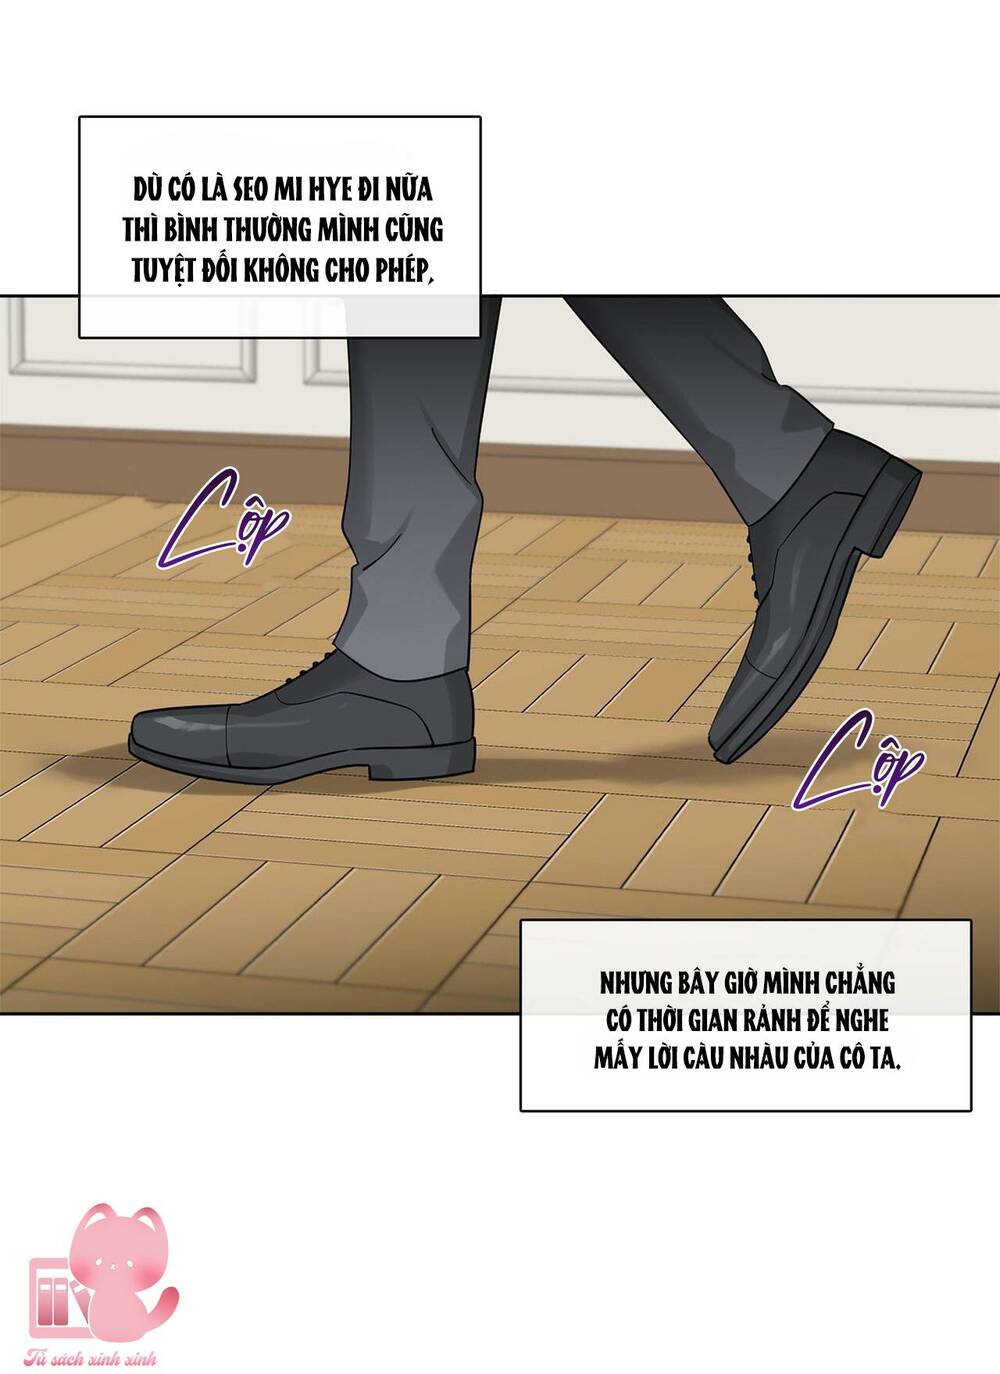 DÙ CÓ LÀ SEO MI HYE ĐI NỮA
THÌ BÌNH THƯỜNG MÌNH CŨNG
TUYỆT ĐỐI KHÔNG CHO PHÉP,
Cộp
Cộp
NHƯNG BÂY GIỜ MÌNH CHẲNG
CÓ THỜI GIAN RẢNH ĐỂ NGHE
MẤY LỜI CÀU NHÀU CỦA CÔ TA.
Tủ sách xinh xinh